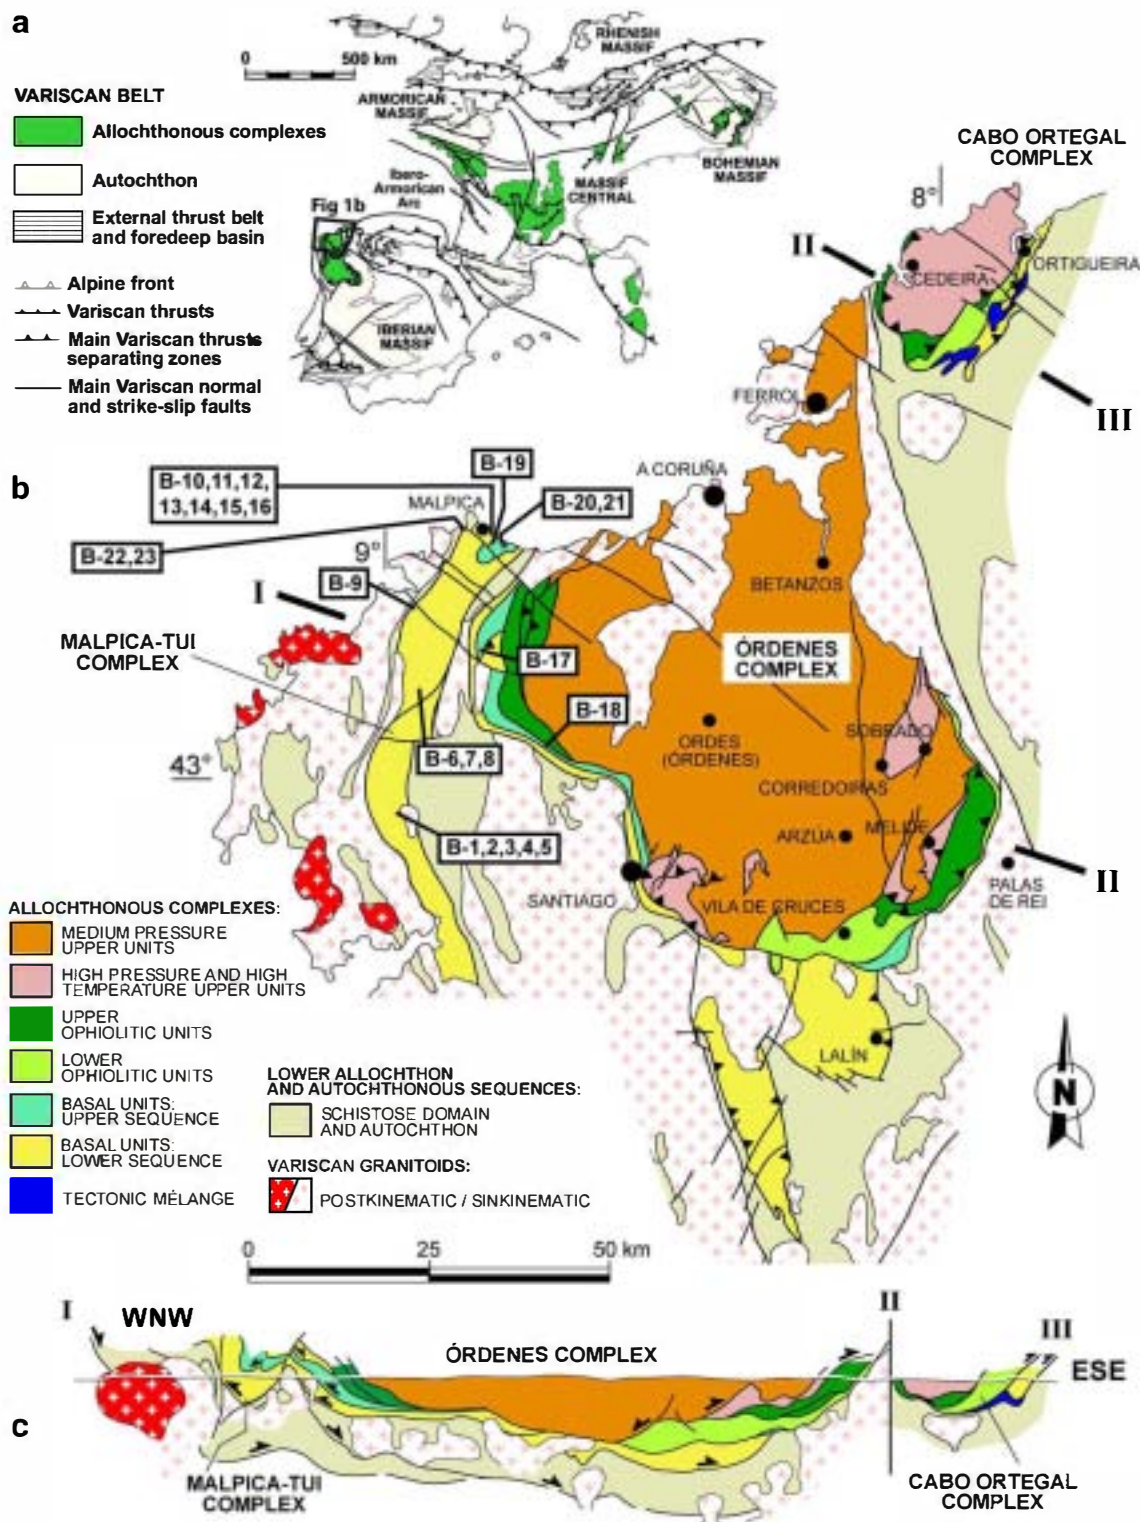 a
0 500 km
VARISCAN BELT
Allochthonous complexes
Autochthon
External thrust belt
and foredeep basin
Alpine front
Variscan thrusts
Main Variscan thrusts
separating zones
Main Variscan normal
and strike-slip faults
RHENISH
MASSIF
ARMORICAN
MASSIF
BOHEMIAN
MASSIF
Ibero-
Armorican
Arc
MASSIF
CENTRAL
Fig 1b
IBERIAN
MASSIF
b
CABO ORTEGAL
COMPLEX
8°
II
CEDEIRA
ORTIGUEIRA
III
FERROL
B-19
B-10,11,12,
13,14,15,16
MALPICA
B-20,21
A CORUÑA
B-22,23
9°
B-9
I
BETANZOS
MALPICA-TUI
COMPLEX
ÓRDENES
COMPLEX
B-17
B-18
ORDES
(ÓRDENES)
SOBRADO
43°
B-6,7,8
CORREDOIRAS
ARZÚA
MELIDE
B-1,2,3,4,5
SANTIAGO
VILA DE CRUCES
PALAS
DE REI
II
LALÍN
N
ALLOCHTHONOUS COMPLEXES:
MEDIUM PRESSURE
UPPER UNITS
HIGH PRESSURE AND HIGH
TEMPERATURE UPPER UNITS
UPPER
OPHIOLITIC UNITS
LOWER
OPHIOLITIC UNITS
BASAL UNITS:
UPPER SEQUENCE
BASAL UNITS:
LOWER SEQUENCE
TECTONIC MÉLANGE
LOWER ALLOCHTHON
AND AUTOCHTHONOUS SEQUENCES:
SCHISTOSE DOMAIN
AND AUTOCHTHON
VARISCAN GRANITOIDS:
POSTKINEMATIC / SINKINEMATIC
0 25 50 km
I
WNW
ÓRDENES COMPLEX
II
III
ESE
c
MALPICA-TUI
COMPLEX
CABO ORTEGAL
COMPLEX